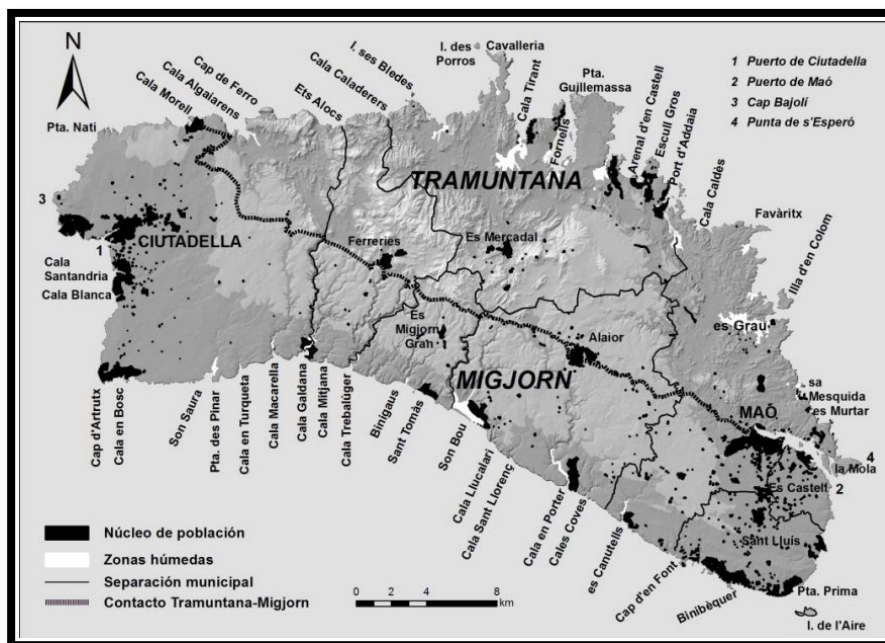 N
Pta. Nati
Cala Morell
Cala Algaiarens
Cap de Ferro
Ets Alocs
Cala Caladerers
I. ses Bledes
I. des
Porros
Cavalleria
Cala Tirant
Pta.
Guillemassa
Fornells
Arenal d'en Castell
Escull Gros
Port d'Addaia
Cala Caldès
Favàritx
Illa d'en Colom
1 Puerto de Ciutadella
2 Puerto de Maó
3 Cap Bajolí
4 Punta de s'Esperó
TRAMUNTANA
3
CIUTADELLA
1
Cala
Santandria
Cala Blanca
Ferreries
Es Mercadal
Es
Migjorn
Gran
MIGJORN
Alaior
es Grau
sa
Mesquida
es Murtar
MAÓ
4
la Mola
2
Es Castell
Sant Lluís
Cap d'Artrutx
Cala en Bosc
Son Saura
Pta. des Pinar
Cala en Turqueta
Cala Macarella
Cala Galdana
Cala Mitjana
Cala Trebalúger
Binigaus
Sant Tomàs
Son Bou
Cala Llucalari
Cala Sant Llorenç
Cala en Porter
Cales Coves
es Canutells
Cap d'en Font
Binibèquer
Pta. Prima
I. de l'Aire
Núcleo de población
Zonas húmedas
Separación municipal
Contacto Tramuntana-Migjorn
0 2 4 6 8
km